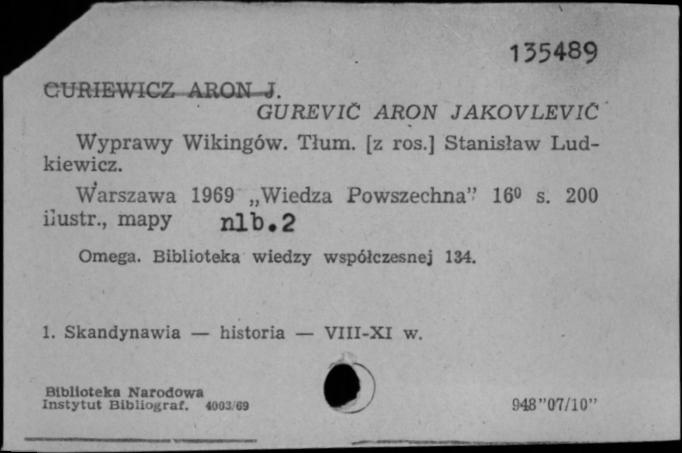 135489
GURIEWICZ ARON J.
GUREVIČ ARON JAKOVLEVIČ
Wyprawy Wikingów. Tłum. [z ros.] Stanisław Lud-
kiewicz.
Warszawa 1969 „Wiedza Powszechna” 16⁰ s. 200
ilustr., mapy nlb.2
Omega. Biblioteka wiedzy współczesnej 134.
1. Skandynawia — historia — VIII-XI w.
Biblioteka Narodowa
Instytut Bibliograf. 4003/69
948”07/10”